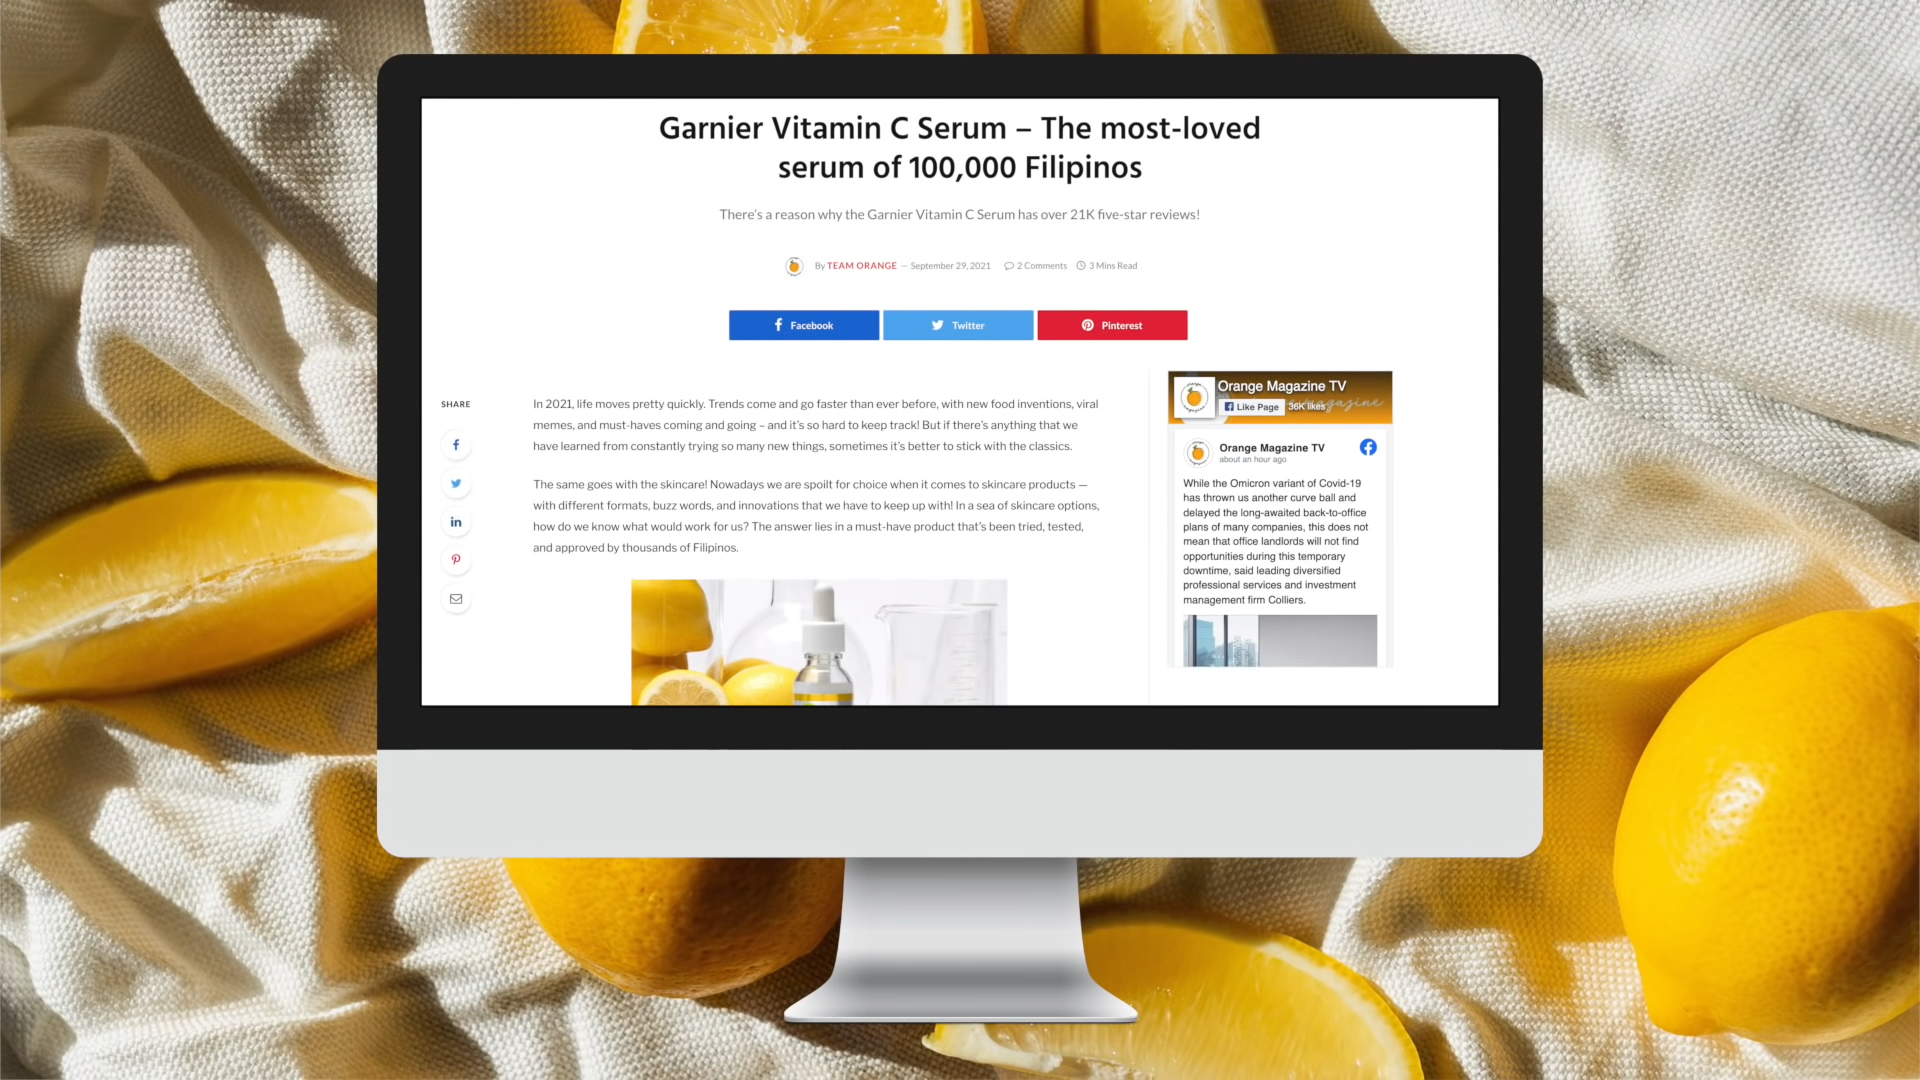 Garnier Vitamin C Serum – The most-loved
serum of 100,000 Filipinos
There's a reason why the Garnier Vitamin C Serum has over 21K five-star reviews!
By TEAM ORANGE – September 29, 2021 2 Comments 3 Mins Read
Facebook Twitter Pinterest
SHARE
In 2021, life moves pretty quickly. Trends come and go faster than ever before, with new food inventions, viral
memes, and must-haves coming and going – and it's so hard to keep track! But if there's anything that we
have learned from constantly trying so many new things, sometimes it's better to stick with the classics.
The same goes with the skincare! Nowadays we are spoilt for choice when it comes to skincare products —
with different formats, buzz words, and innovations that we have to keep up with! In a sea of skincare options,
how do we know what would work for us? The answer lies in a must-have product that's been tried, tested,
and approved by thousands of Filipinos.
Orange Magazine TV
Like Page 36K likes
Orange Magazine TV
about an hour ago
While the Omicron variant of Covid-19
has thrown us another curve ball and
delayed the long-awaited back-to-office
plans of many companies, this does not
mean that office landlords will not find
opportunities during this temporary
downtime, said leading diversified
professional services and investment
management firm Colliers.